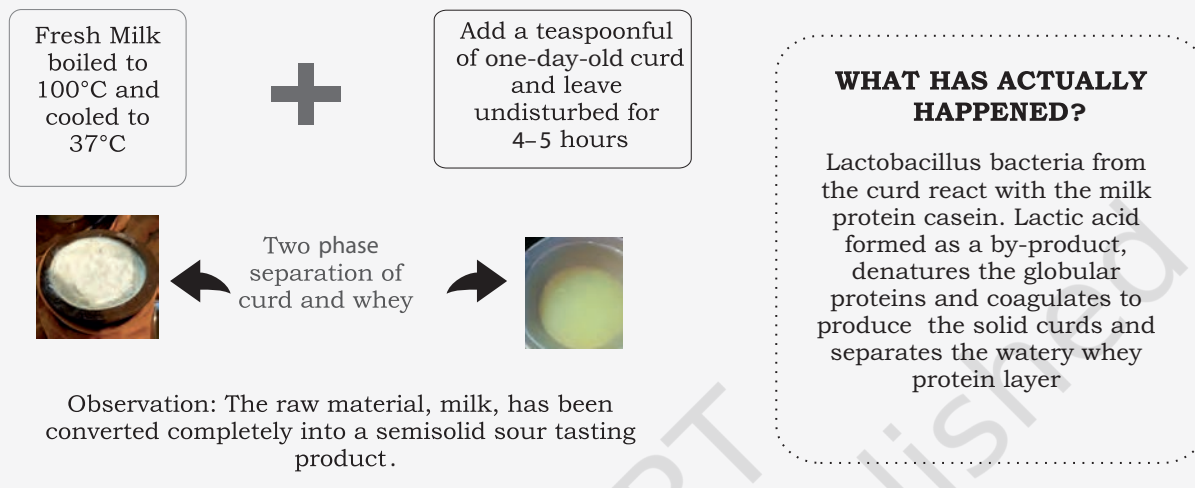 Fresh Milk
boiled to
100°C and
cooled to
37°C
Add a teaspoonful
of one-day-old curd
and leave
undisturbed for
4–5 hours
Two phase
separation of
curd and whey
Observation: The raw material, milk, has been
converted completely into a semisolid sour tasting
product.
WHAT HAS ACTUALLY
HAPPENED?
Lactobacillus bacteria from
the curd react with the milk
protein casein. Lactic acid
formed as a by-product,
denatures the globular
proteins and coagulates to
produce the solid curds and
separates the watery whey
protein layer